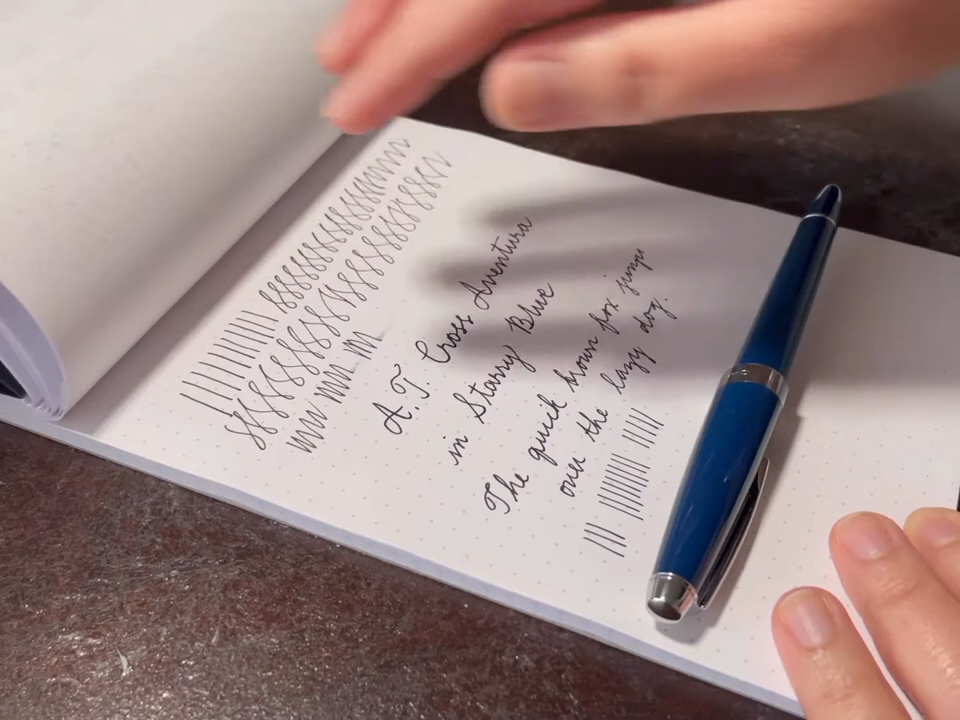 A.T. Cross Aventura
in Starry Blue
The quick brown fox jumps
over the lazy dog.